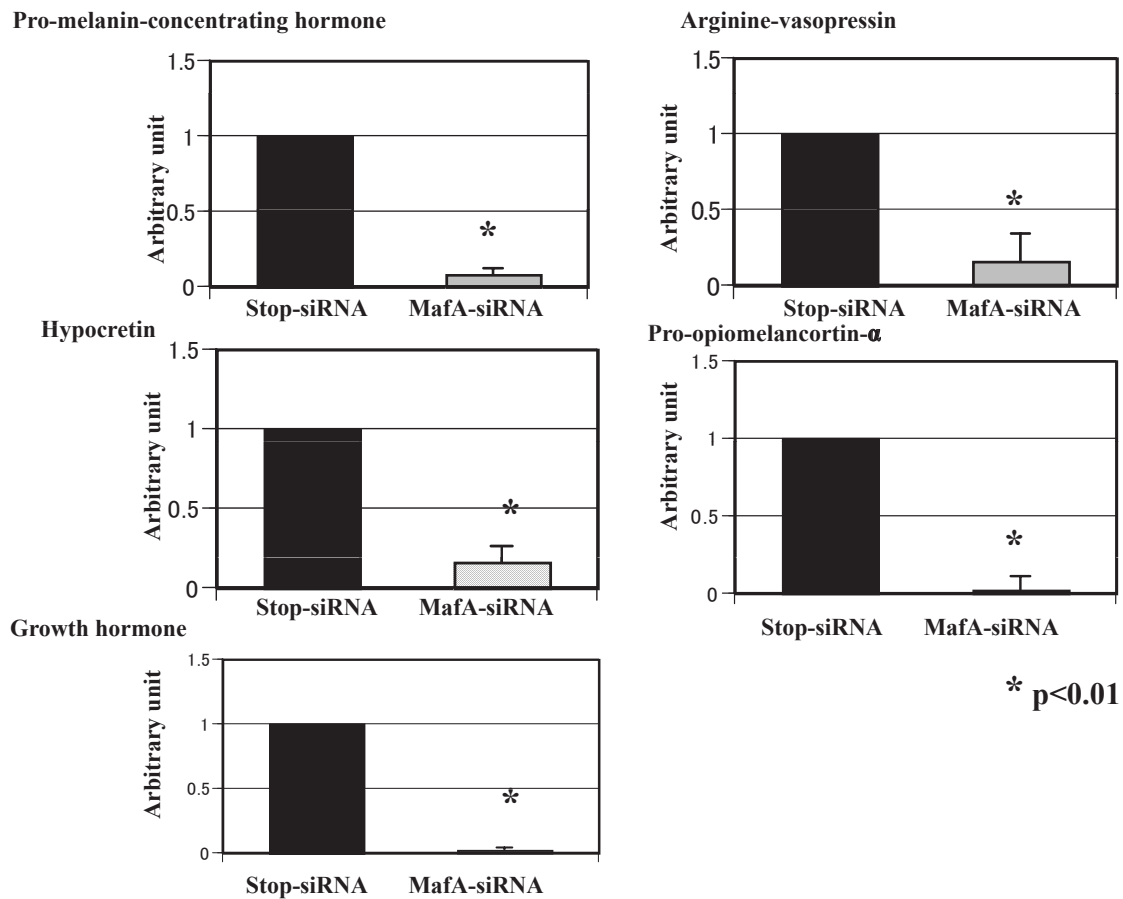 Pro-melanin-concentrating hormone
Arbitrary unit
1.5
1
0.5
0
Stop-siRNA MafA-siRNA
*
Arginine-vasopressin
Arbitrary unit
1.5
1
0.5
0
Stop-siRNA MafA-siRNA
*
Hypocretin
Arbitrary unit
1.5
1
0.5
0
Stop-siRNA MafA-siRNA
*
Pro-opiomelancortin-α
Arbitrary unit
1.5
1
0.5
0
Stop-siRNA MafA-siRNA
*
Growth hormone
Arbitrary unit
1.5
1
0.5
0
Stop-siRNA MafA-siRNA
*
* p<0.01